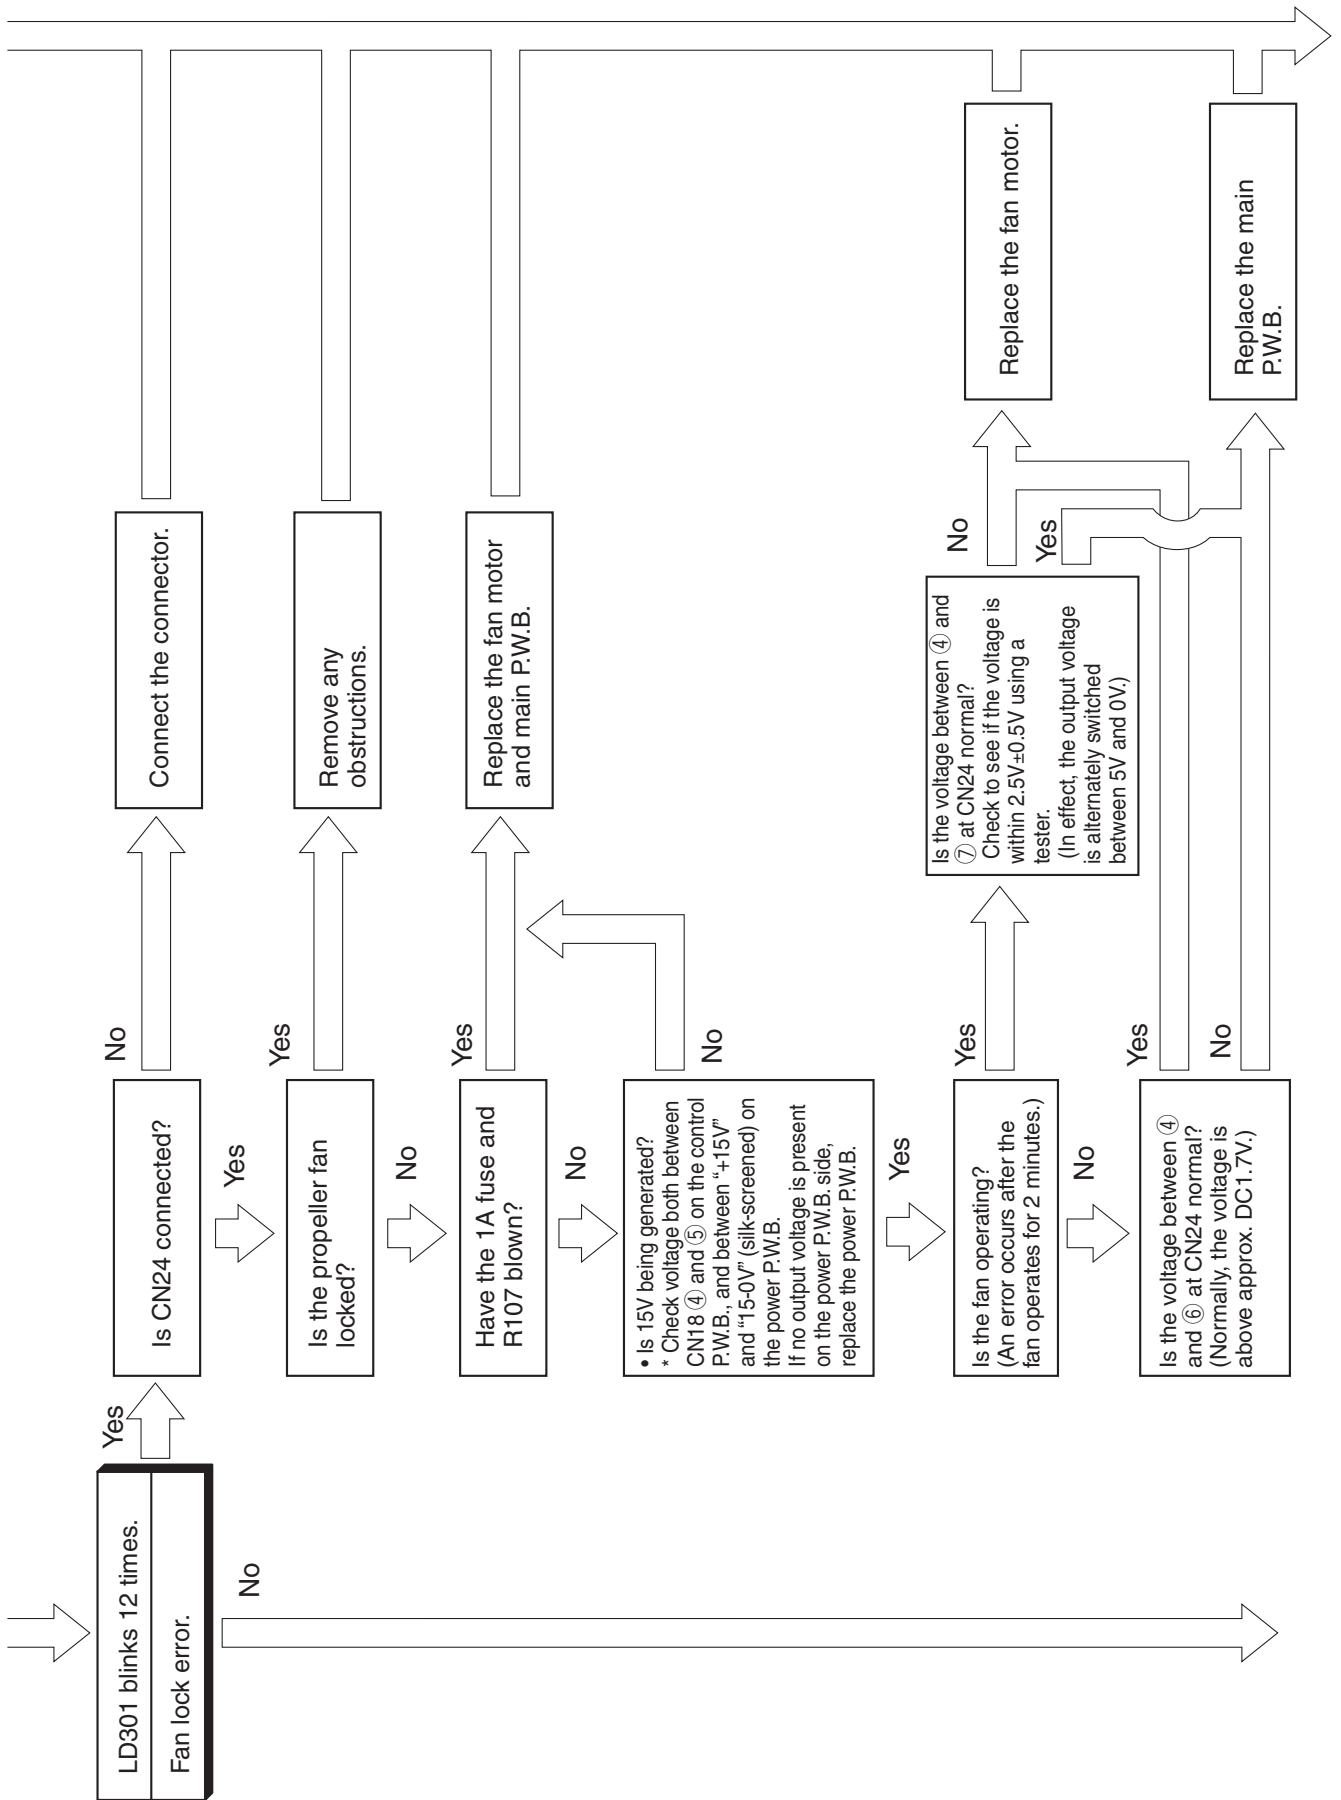 LD301 blinks 12 times.
Fan lock error.
Yes
No
Is CN24 connected?
No
Connect the connector.
Yes
Is the propeller fan
locked?
Yes
Remove any
obstructions.
No
Have the 1A fuse and
R107 blown?
Yes
Replace the fan motor
and main P.W.B.
No
• Is 15V being generated?
* Check voltage both between
CN18 ④ and ⑤ on the control
P.W.B., and between “+15V”
and “15-0V” (silk-screened) on
the power P.W.B.
If no output voltage is present
on the power P.W.B. side,
replace the power P.W.B.
No
Yes
Is the fan operating?
(An error occurs after the
fan operates for 2 minutes.)
Yes
Is the voltage between ④ and
⑦ at CN24 normal?
Check to see if the voltage is
within 2.5V±0.5V using a
tester.
(In effect, the output voltage
is alternately switched
between 5V and 0V.)
No
Yes
Replace the fan motor.
No
Is the voltage between ④
and ⑥ at CN24 normal?
(Normally, the voltage is
above approx. DC1.7V.)
Yes
No
Replace the main
P.W.B.